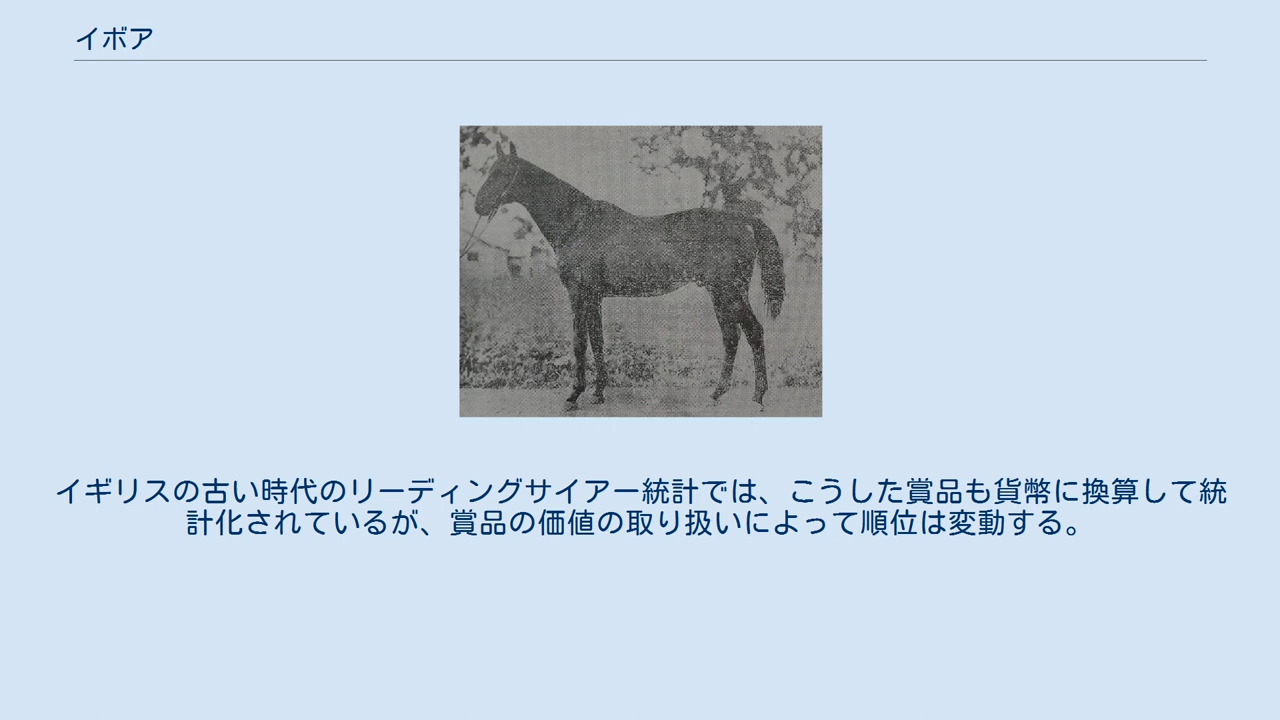 イボア
イギリスの古い時代のリーディングサイアー統計では、こうした賞品も貨幣に換算して統
計化されているが、賞品の価値の取り扱いによって順位は変動する。